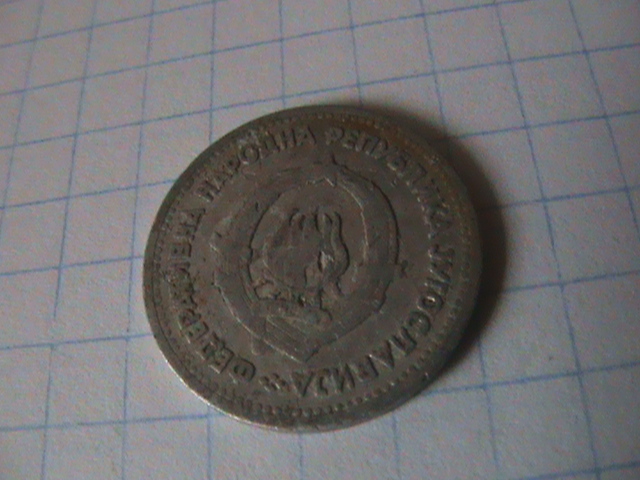 ФЕДЕРАТИВНА НАРОДНА РЕПУБЛИКА ЈУГОСЛАВИЈА